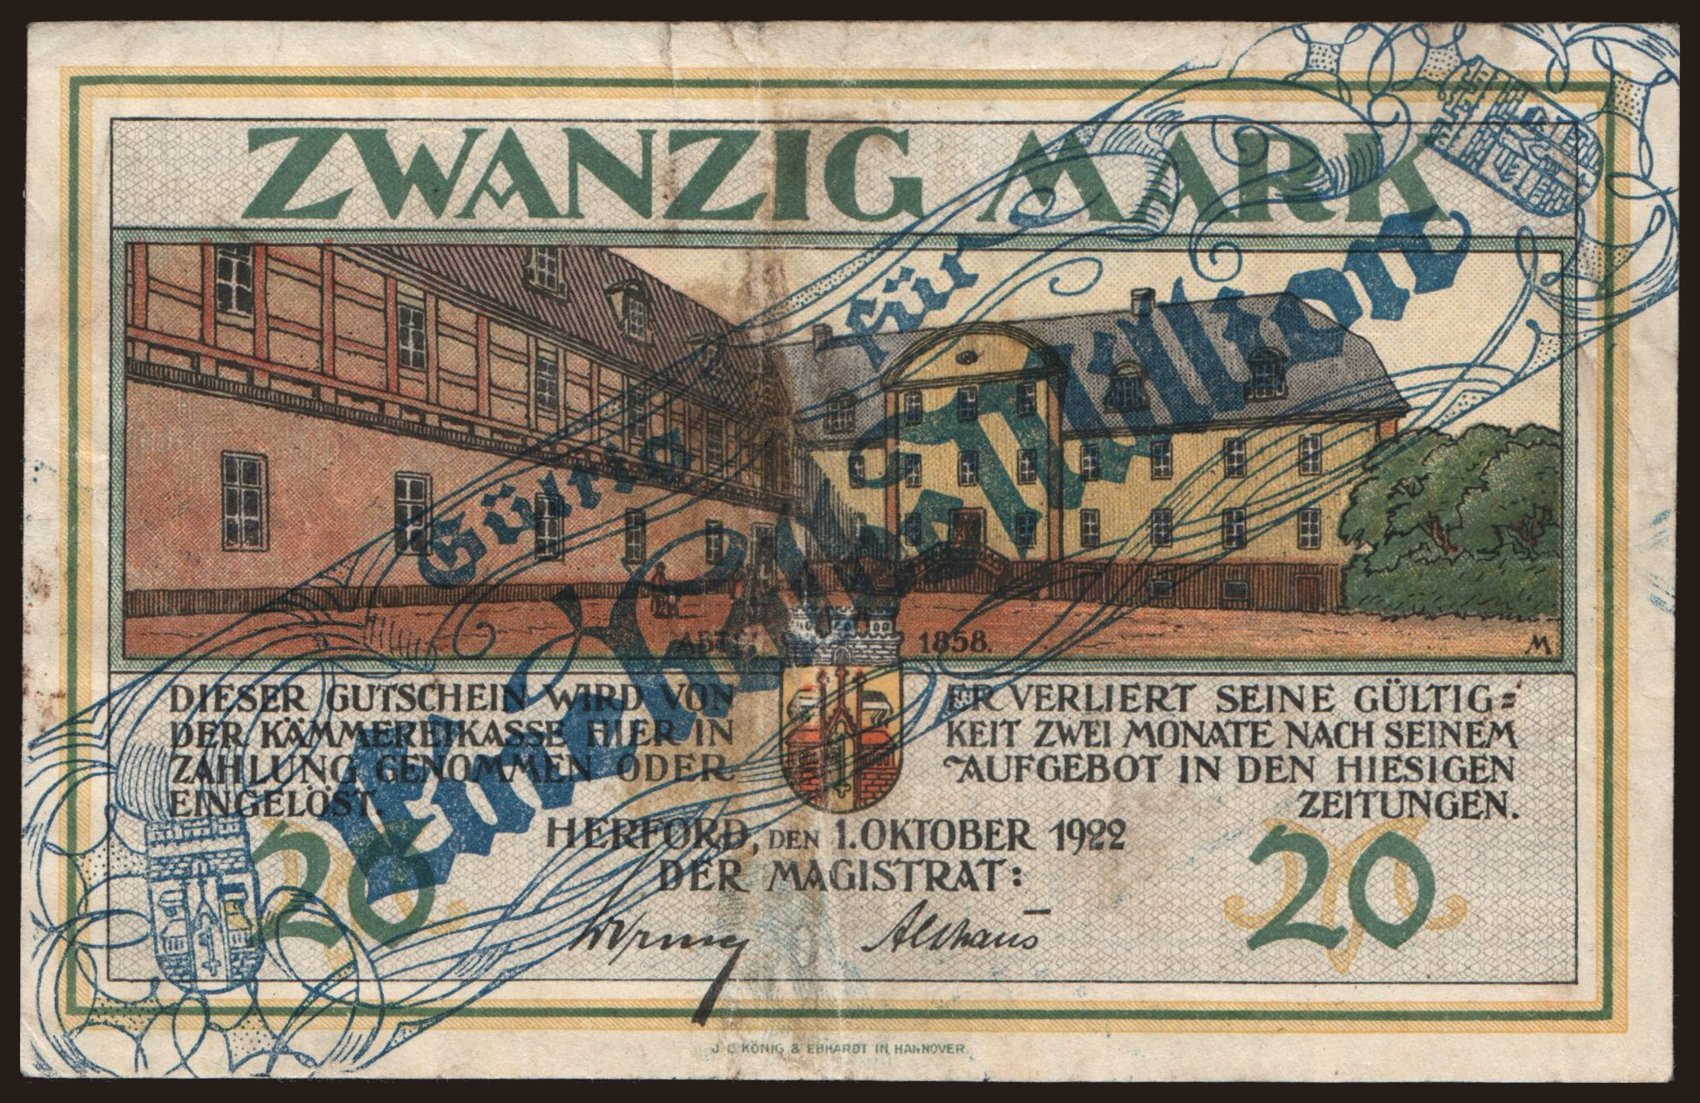 ZWANZIG MARK
Gültig für
Eine halbe Million
ABTEI 1858.
M
DIESER GUTSCHEIN WIRD VON
DER KÄMMEREIKASSE HIER IN
ZAHLUNG GENOMMEN ODER
EINGELÖST.
ER VERLIERT SEINE GÜLTIG=
KEIT ZWEI MONATE NACH SEINEM
AUFGEBOT IN DEN HIESIGEN
ZEITUNGEN.
HERFORD, DEN 1. OKTOBER 1922
DER MAGISTRAT:
20 M.
Althaus
20 M
J. C. KÖNIG & EBHARDT IN HANNOVER.